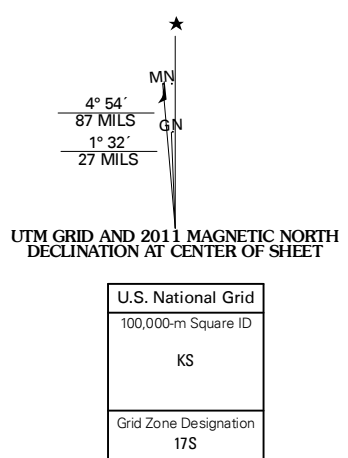 ★
MN
4° 54´
87 MILS
GN
1° 32´
27 MILS
UTM GRID AND 2011 MAGNETIC NORTH
DECLINATION AT CENTER OF SHEET
U.S. National Grid
100,000-m Square ID
KS
Grid Zone Designation
17S